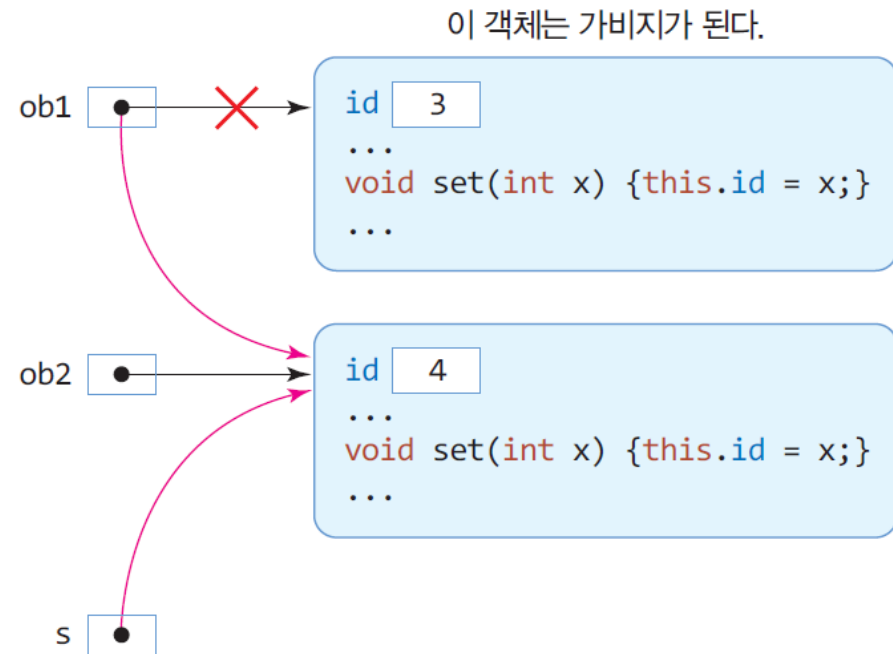 이 객체는 가비지가 된다.
ob1
id 3
...
void set(int x) {this.id = x;}
...
ob2
id 4
...
void set(int x) {this.id = x;}
...
s